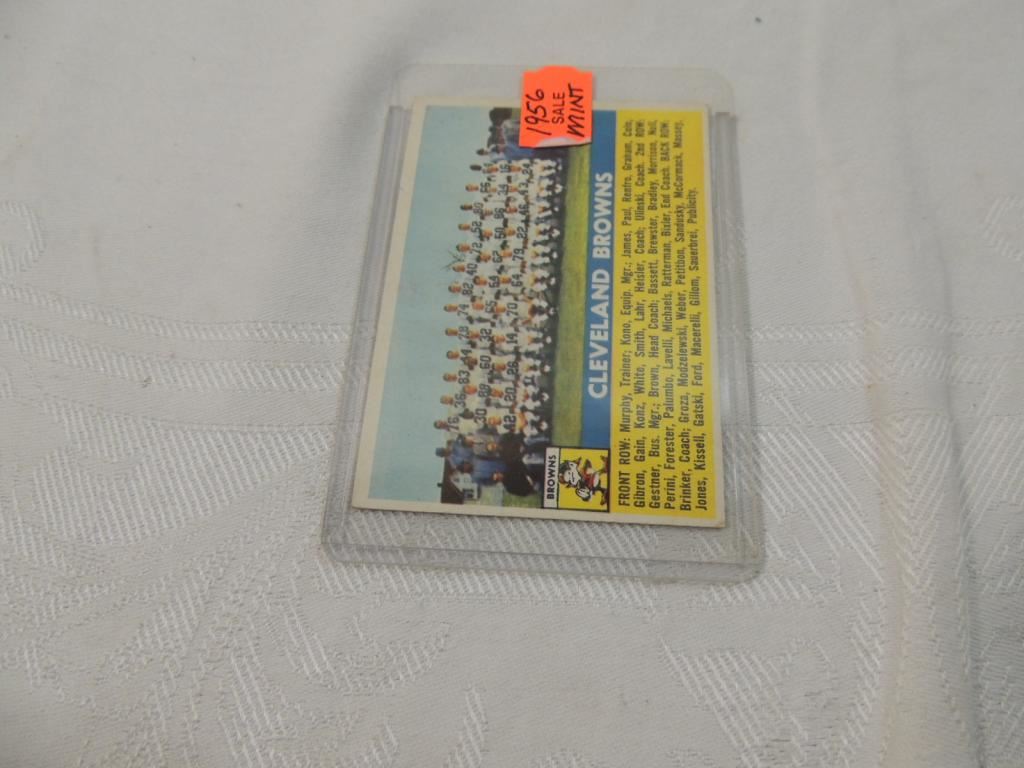 1956
SALE
MINT
CLEVELAND BROWNS
BROWNS
FRONT ROW: Murphy, Trainer; Kono, Equip. Mgr.; James, Paul, Renfro, Graham, Colo,
Gibron, Gain, Konz, White, Smith, Lahr, Heisler, Coach; Ulinski, Coach. 2nd ROW:
Gestner, Bus. Mgr.; Brown, Head Coach; Bassett, Brewster, Bradley, Morrison, Noll,
Perini, Forester, Palumbo, Lavelli, Michaels, Ratterman, Bixler, End Coach. BACK ROW:
Brinker, Coach; Groza, Modzelewski, Weber, Petitbon, Sandusky, McCormack, Massey,
Jones, Kissell, Gatski, Ford, Macerelli, Gillom, Sauerbrei, Publicity.